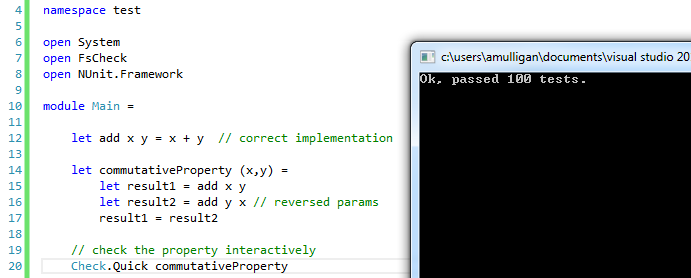 4 namespace test
5
6 open System
7 open FsCheck
8 open NUnit.Framework
9
10 module Main =
11
12 let add x y = x + y // correct implementation
13
14 let commutativeProperty (x,y) =
15 let result1 = add x y
16 let result2 = add y x // reversed params
17 result1 = result2
18
19 // check the property interactively
20 Check.Quick commutativeProperty
c:\users\amulligan\documents\visual studio 20
Ok, passed 100 tests.